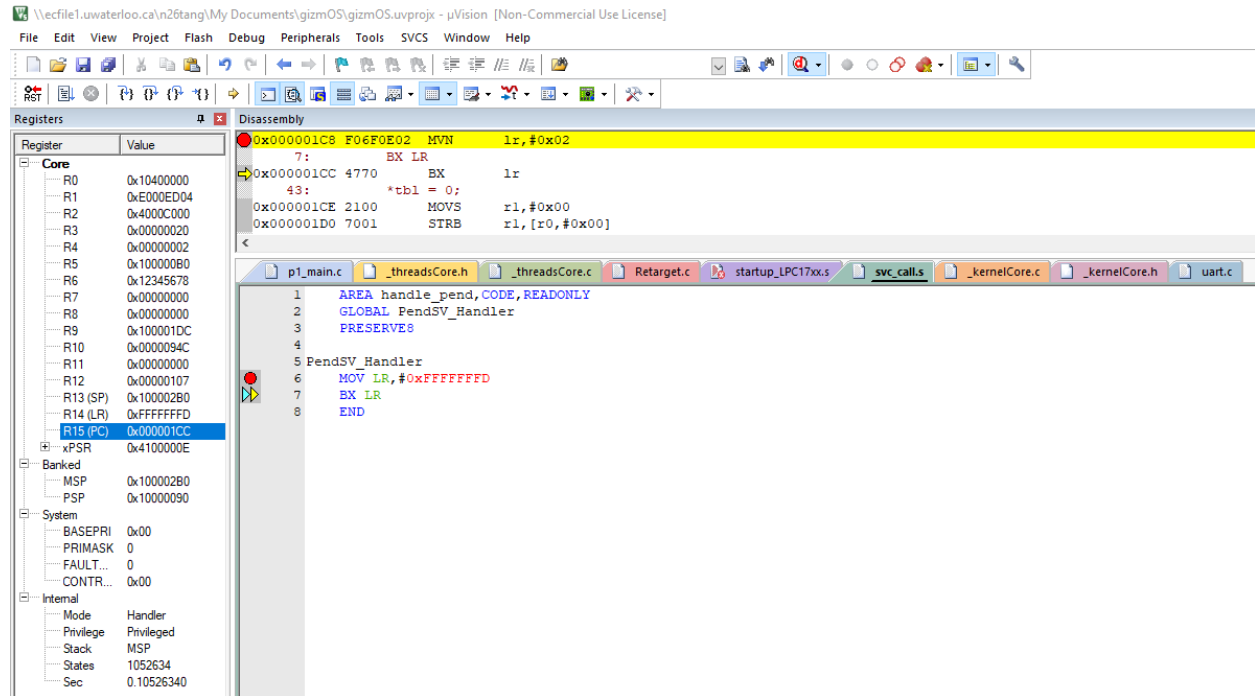 \\ecfile1.uwaterloo.ca\n26tang\My Documents\gizmOS\gizmOS.uvprojx - µVision [Non-Commercial Use License]
File Edit View Project Flash Debug Peripherals Tools SVCS Window Help
RST
Registers
Register Value
Core
R0 0x10400000
R1 0xE000ED04
R2 0x4000C000
R3 0x00000020
R4 0x00000002
R5 0x100000B0
R6 0x12345678
R7 0x00000000
R8 0x00000000
R9 0x100001DC
R10 0x0000094C
R11 0x00000000
R12 0x00000107
R13 (SP) 0x100002B0
R14 (LR) 0xFFFFFFFD
R15 (PC) 0x000001CC
xPSR 0x4100000E
Banked
MSP 0x100002B0
PSP 0x10000090
System
BASEPRI 0x00
PRIMASK 0
FAULT... 0
CONTR... 0x00
Internal
Mode Handler
Privilege Privileged
Stack MSP
States 1052634
Sec 0.10526340
Disassembly
0x000001C8 F06F0E02 MVN lr,#0x02
7: BX LR
0x000001CC 4770 BX lr
43: *tbl = 0;
0x000001CE 2100 MOVS r1,#0x00
0x000001D0 7001 STRB r1,[r0,#0x00]
p1_main.c _threadsCore.h _threadsCore.c Retarget.c startup_LPC17xx.s svc_call.s _kernelCore.c _kernelCore.h uart.c
1 AREA handle_pend,CODE,READONLY
2 GLOBAL PendSV_Handler
3 PRESERVE8
4
5 PendSV_Handler
6 MOV LR,#0xFFFFFFFD
7 BX LR
8 END